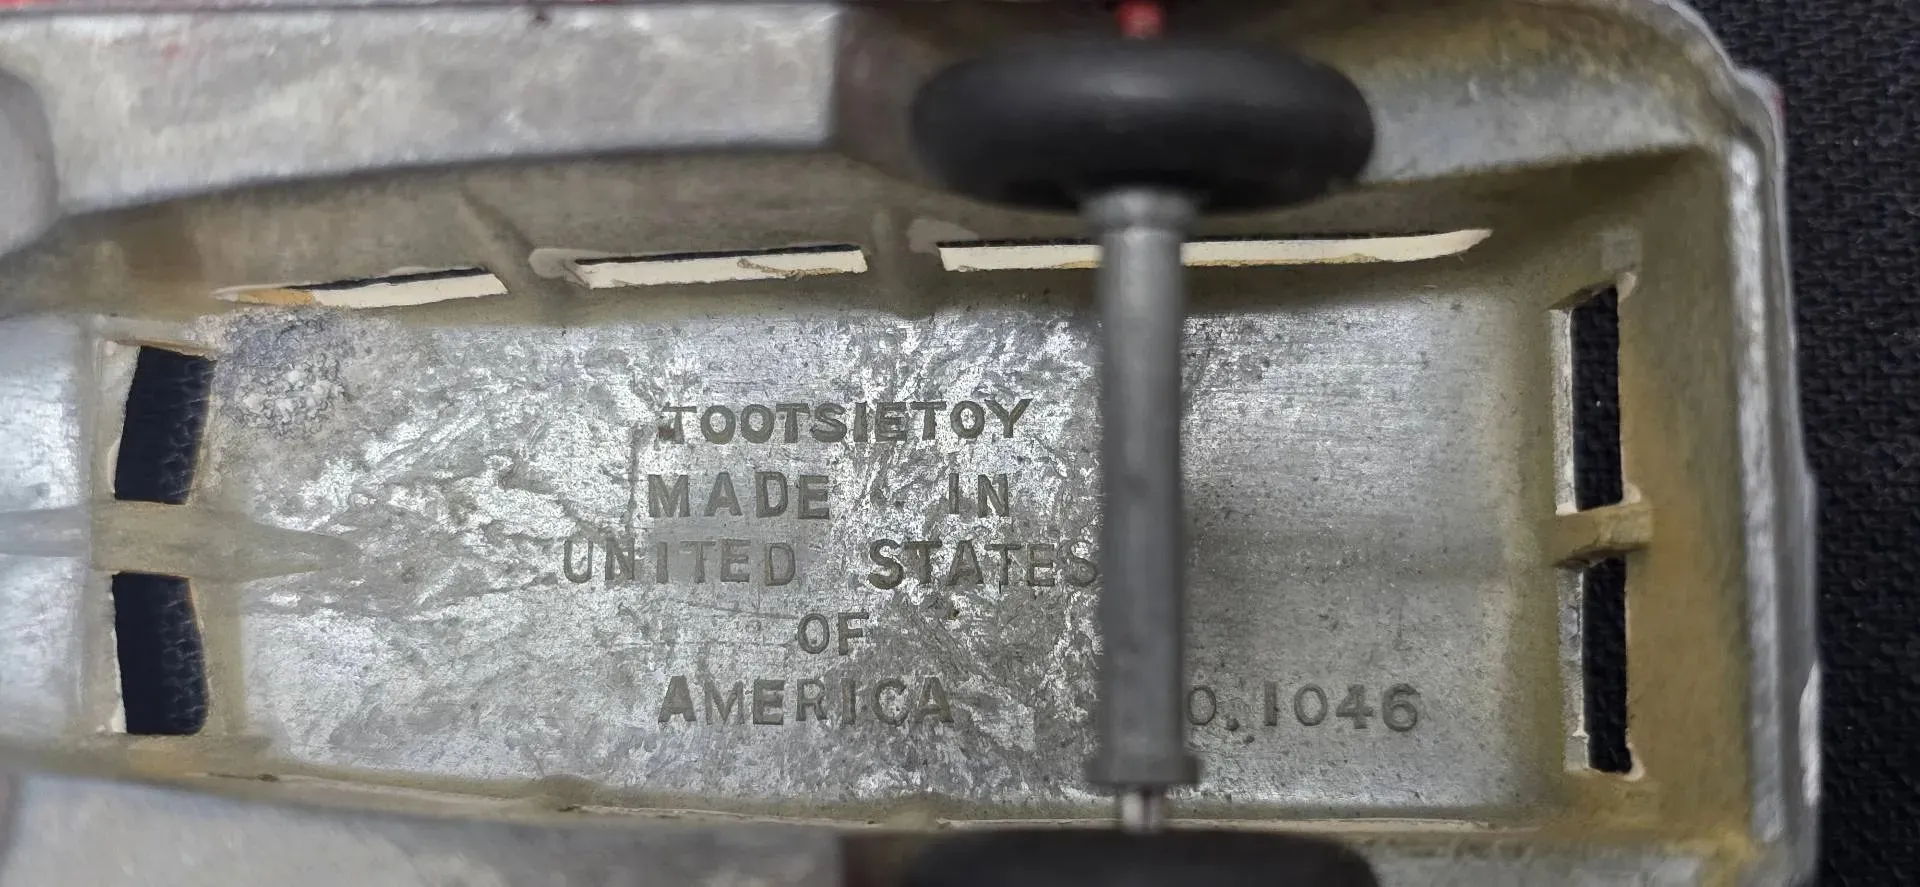 TOOTSIETOY
MADE IN
UNITED STATES
OF
AMERICA O. 1046